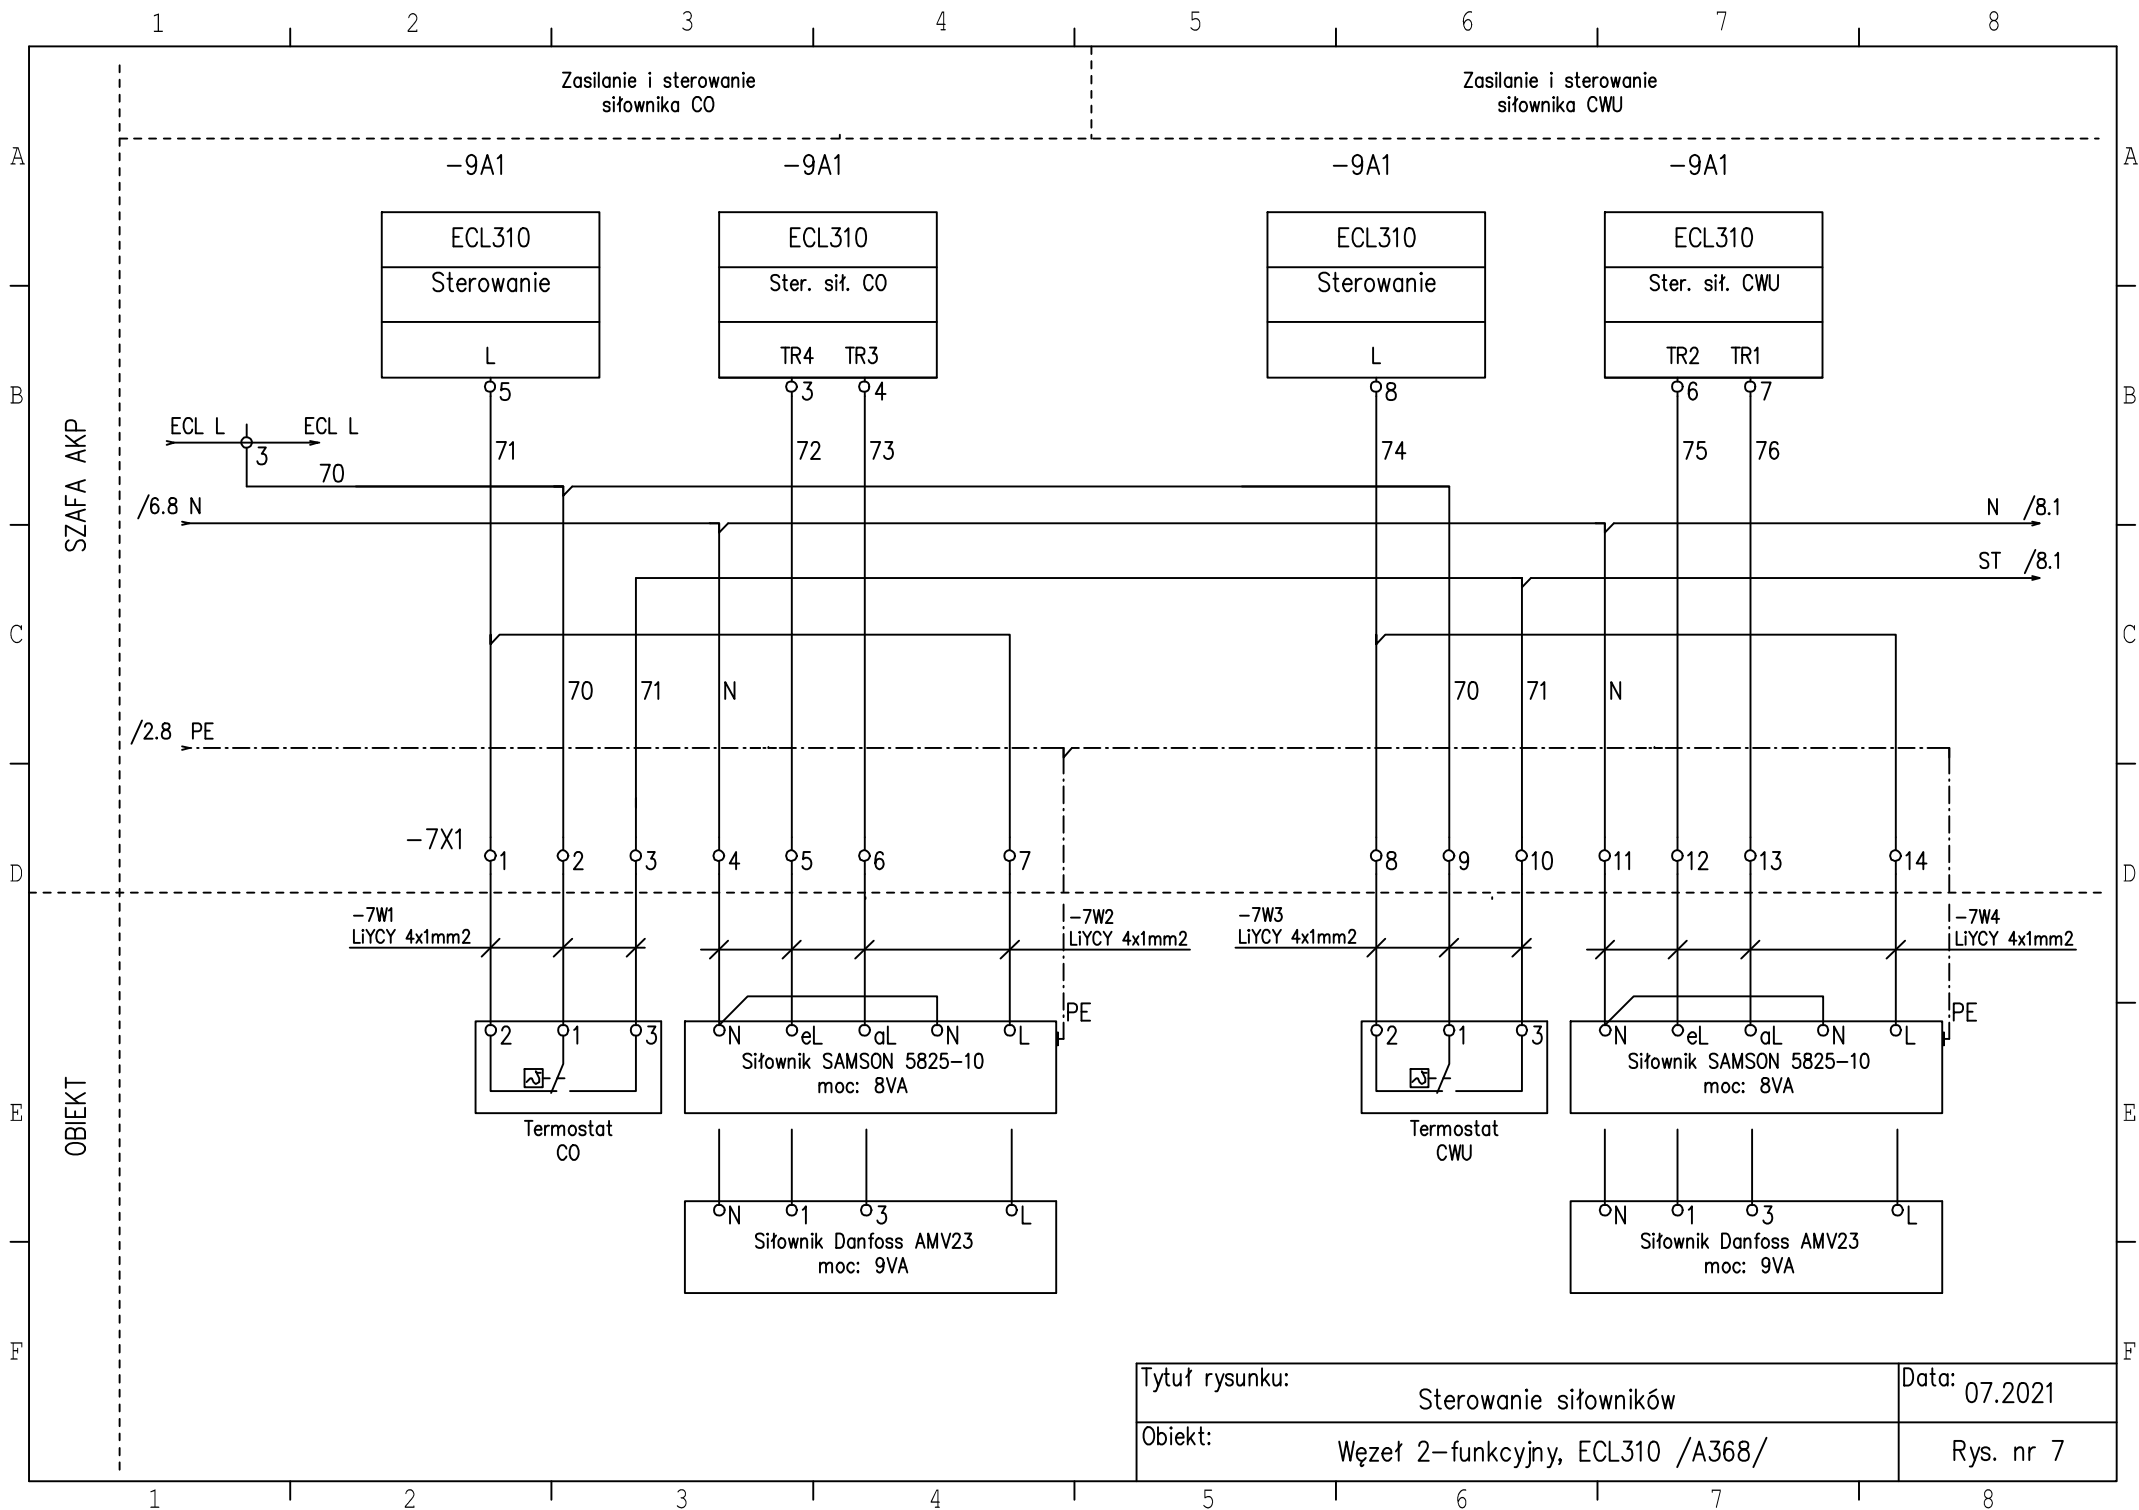 1 2 3 4 5 6 7 8
Zasilanie i sterowanie
siłownika CO
Zasilanie i sterowanie
siłownika CWU
A A
-9A1 -9A1 -9A1 -9A1
ECL310 ECL310 ECL310 ECL310
Sterowanie Ster. sił. CO Sterowanie Ster. sił. CWU
L TR4 TR3 L TR2 TR1
B 5 3 4 8 6 7 B
ECL L ECL L
3
71 72 73 74 75 76
70
/6.8 N N /8.1
ST /8.1
SZAFA AKP
C C
70 71 N 70 71 N
/2.8 PE
-7X1
1 2 3 4 5 6 7 8 9 10 11 12 13 14
D D
-7W1
LiYCY 4x1mm2
-7W2
LiYCY 4x1mm2
-7W3
LiYCY 4x1mm2
-7W4
LiYCY 4x1mm2
PE PE
2 1 3 N eL aL N L 2 1 3 N eL aL N L
Siłownik SAMSON 5825-10
moc: 8VA
Siłownik SAMSON 5825-10
moc: 8VA
OBIEKT
E E
Termostat
CO
Termostat
CWU
N 1 3 L N 1 3 L
Siłownik Danfoss AMV23
moc: 9VA
Siłownik Danfoss AMV23
moc: 9VA
F F
Tytuł rysunku:
Sterowanie siłowników
Data: 07.2021
Obiekt:
Węzeł 2-funkcyjny, ECL310 /A368/
Rys. nr 7
1 2 3 4 5 6 7 8